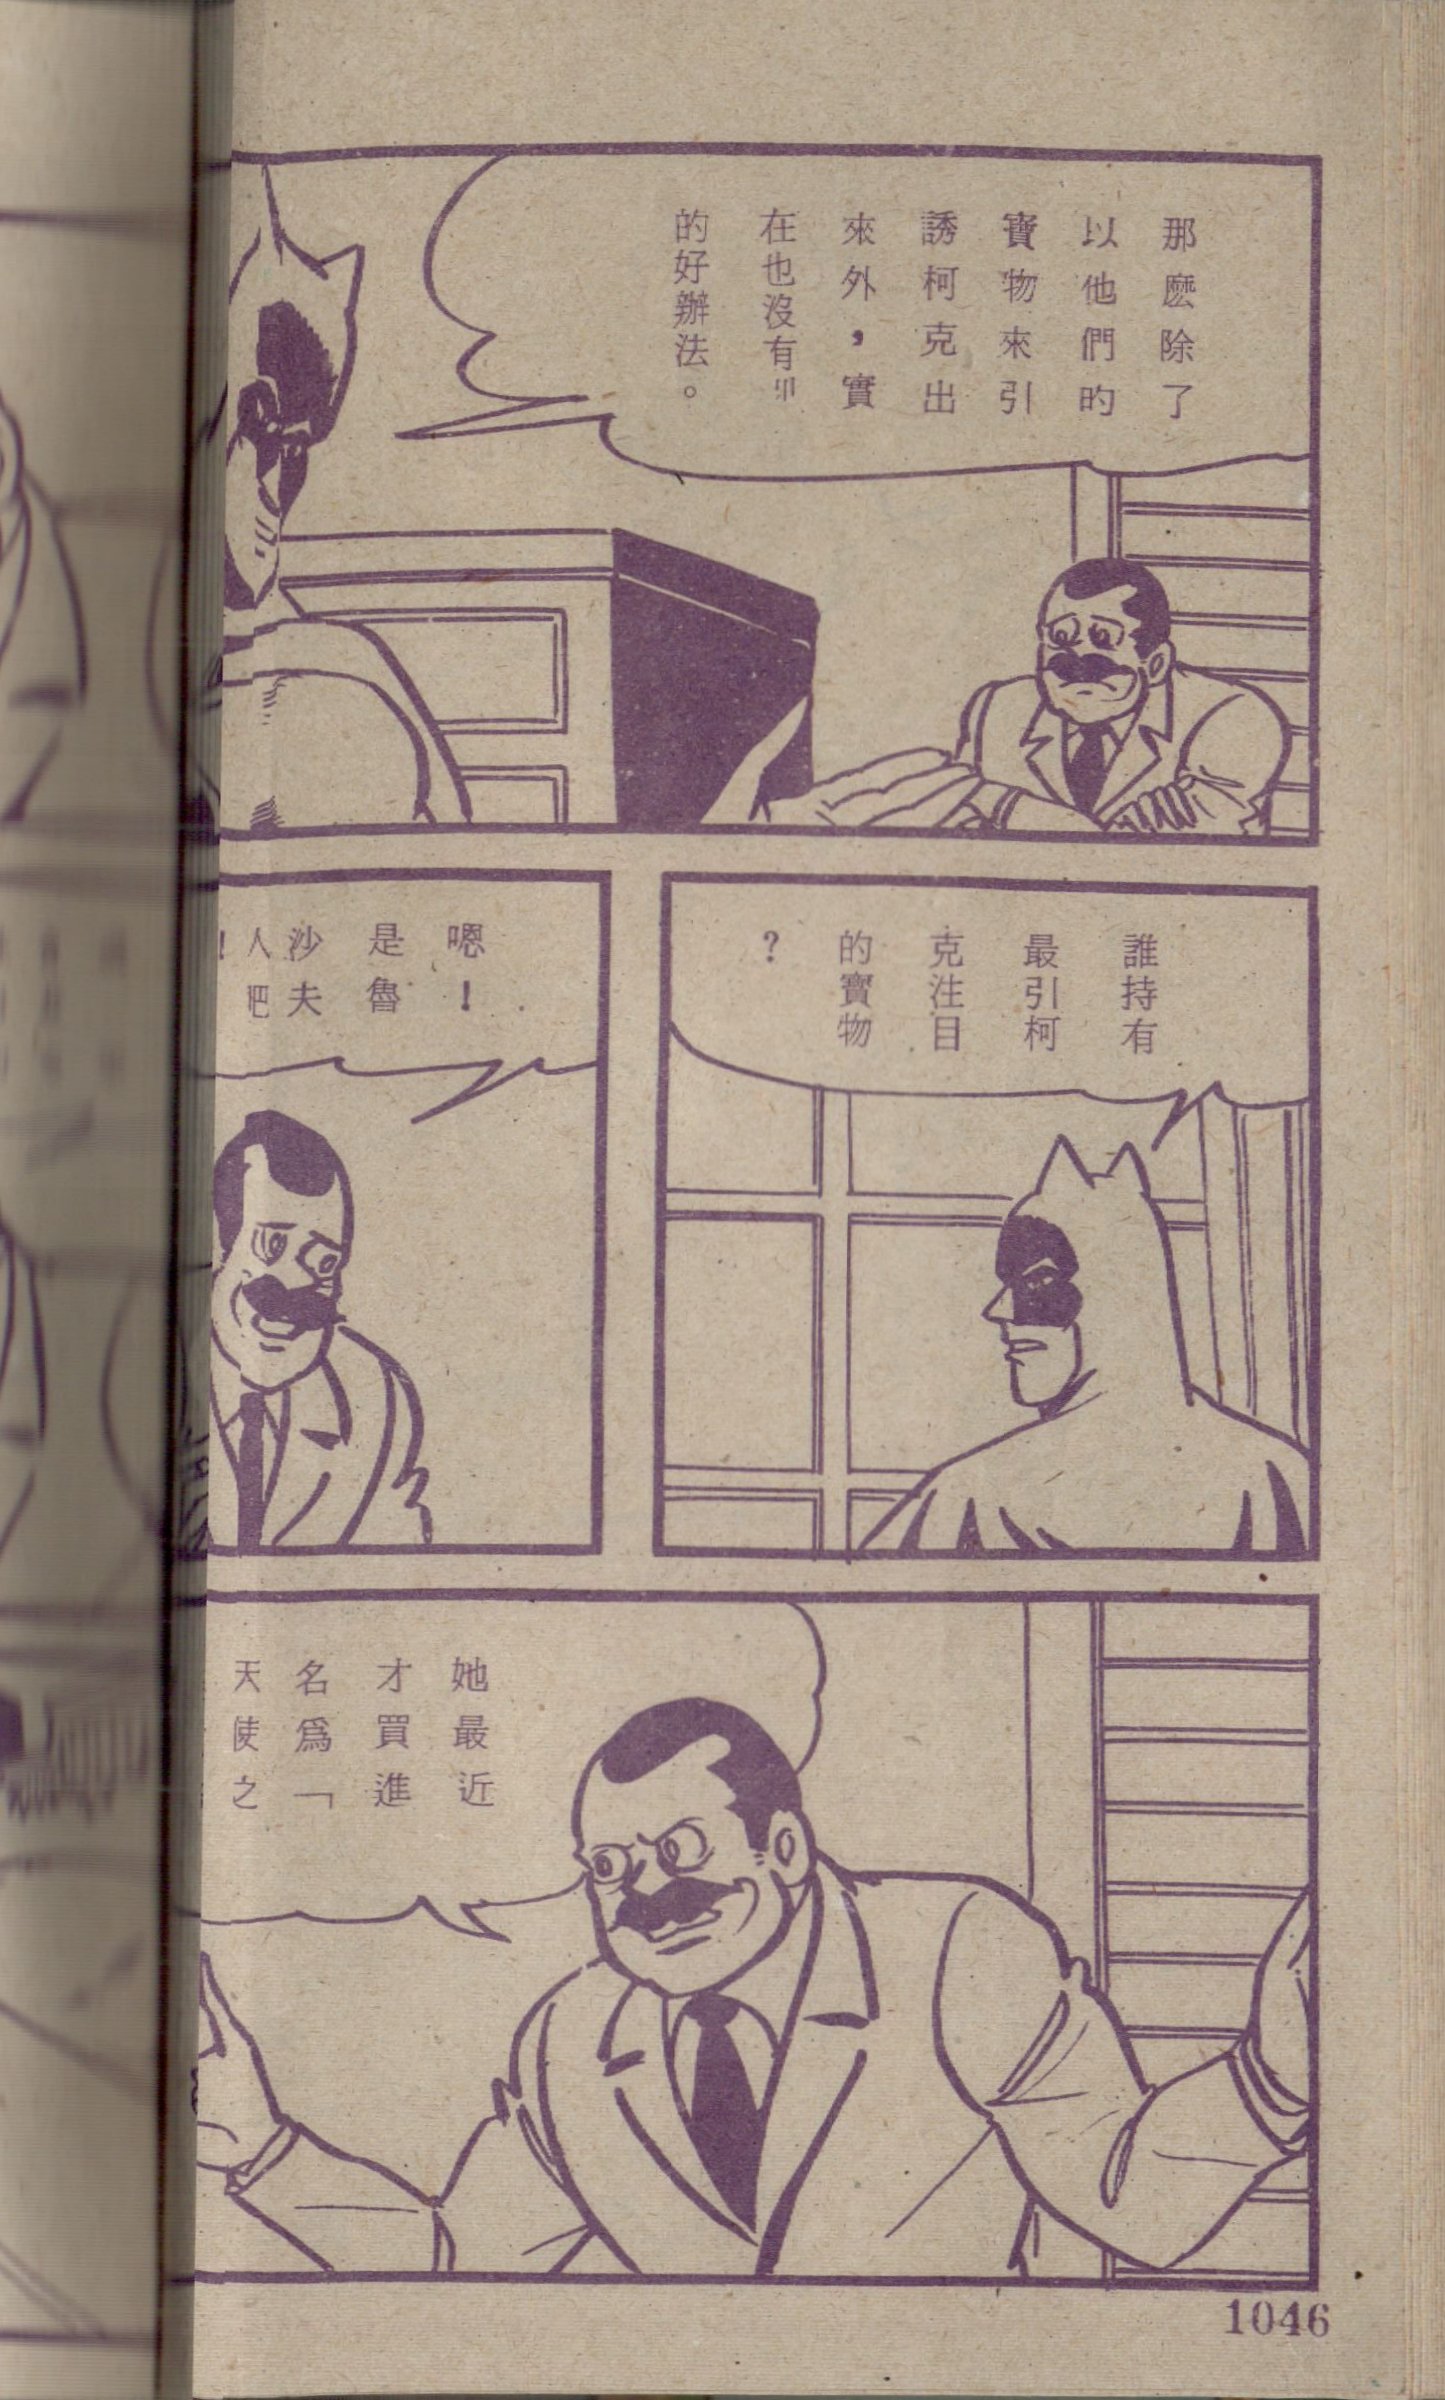 那麼除了
以他們的
寶物來引
誘柯克出
來外，實
在也沒有
的好辦法。
誰持有
最引柯
克注目
的寶物
？
嗯！
是魯
沙夫
人吧
！
她最近
才買進
名爲「
天使之
1046